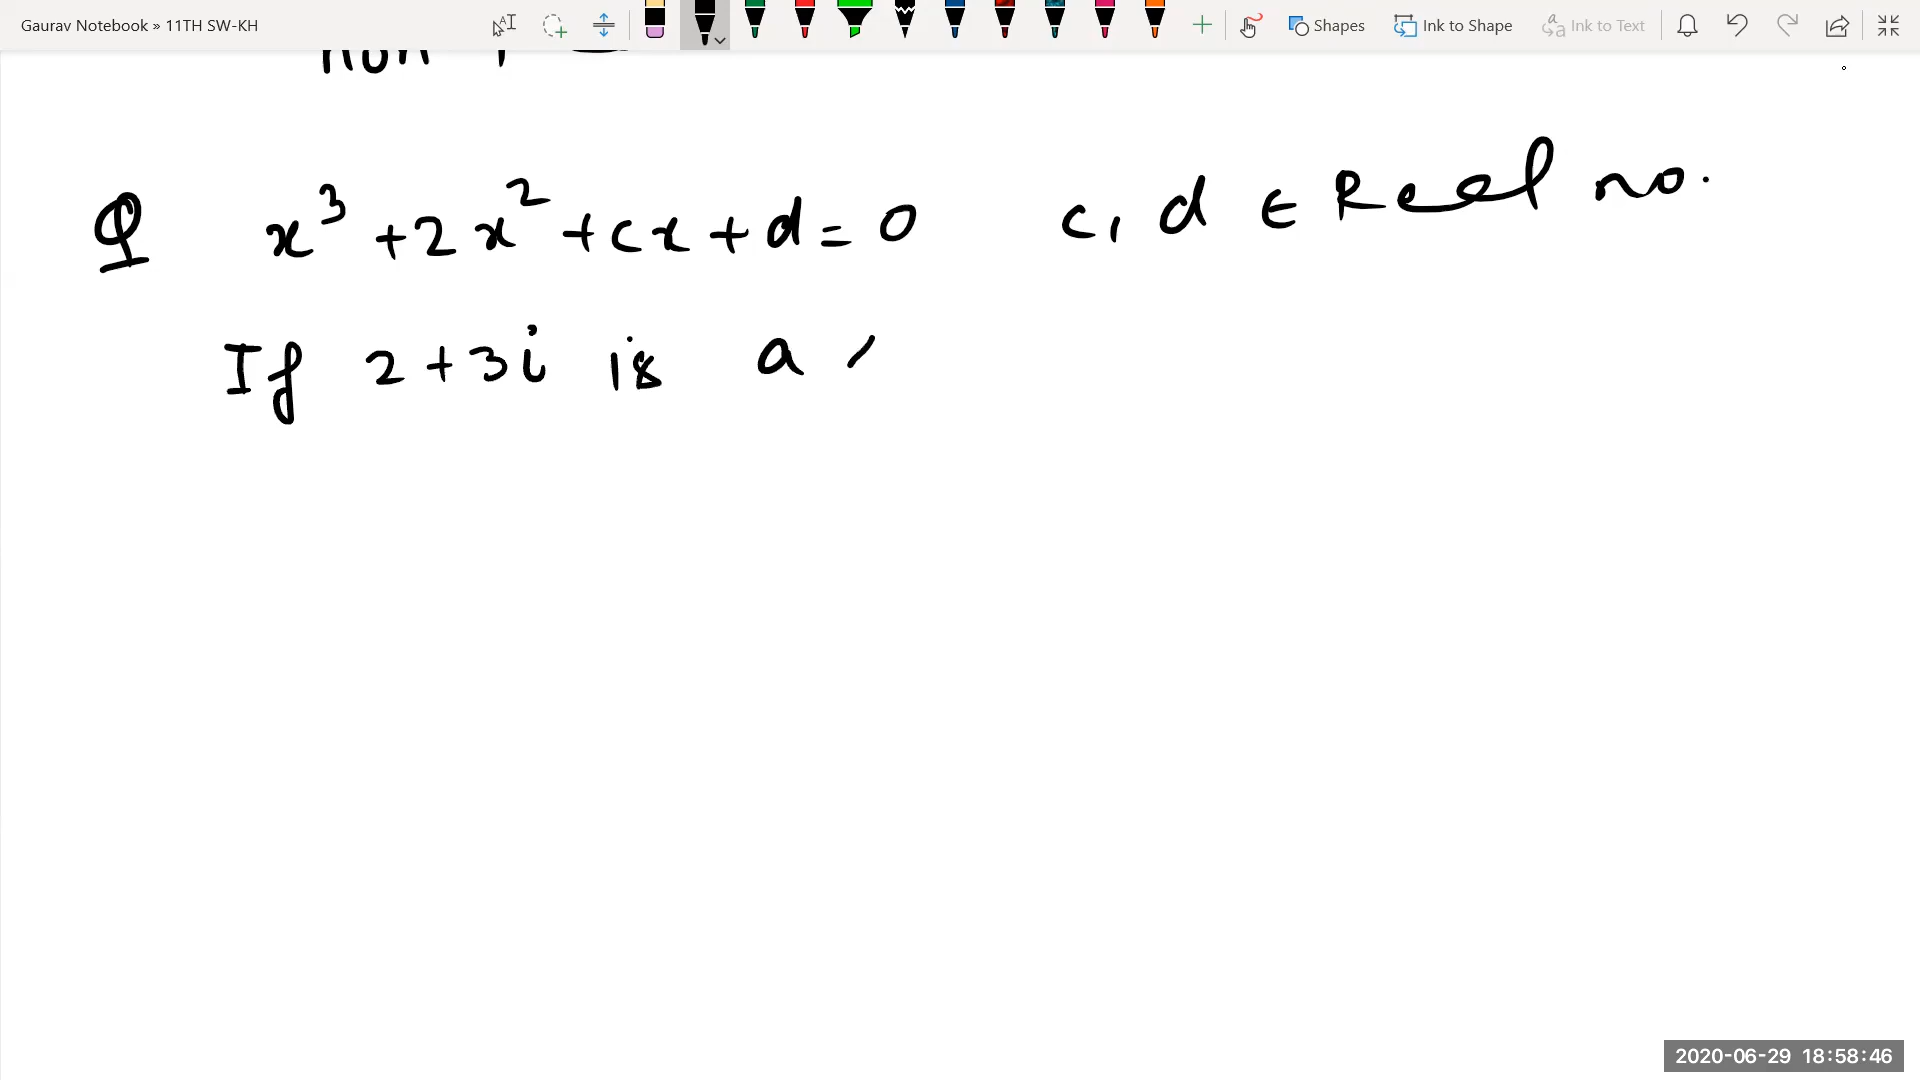 Gaurav Notebook » 11TH SW-KH
Shapes
Ink to Shape
Ink to Text
Q x³ + 2x² + cx + d = 0 c, d ∈ Real no.
If 2 + 3i is a
2020-06-29 18:58:46